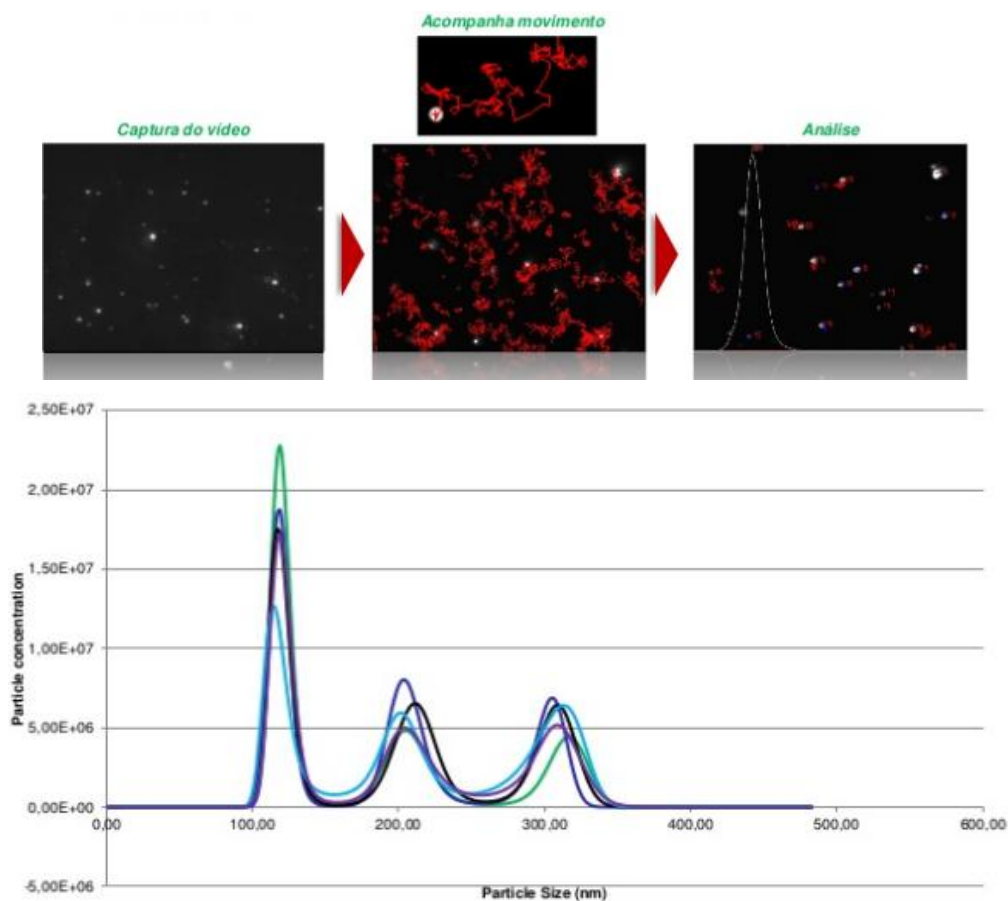 Acompanha movimento
Captura do vídeo
Análise
2,50E+07
2,00E+07
1,50E+07
1,00E+07
5,00E+06
0,00E+00
-5,00E+06
Particle concentration
0,00
100,00
200,00
300,00
400,00
500,00
600,00
Particle Size (nm)